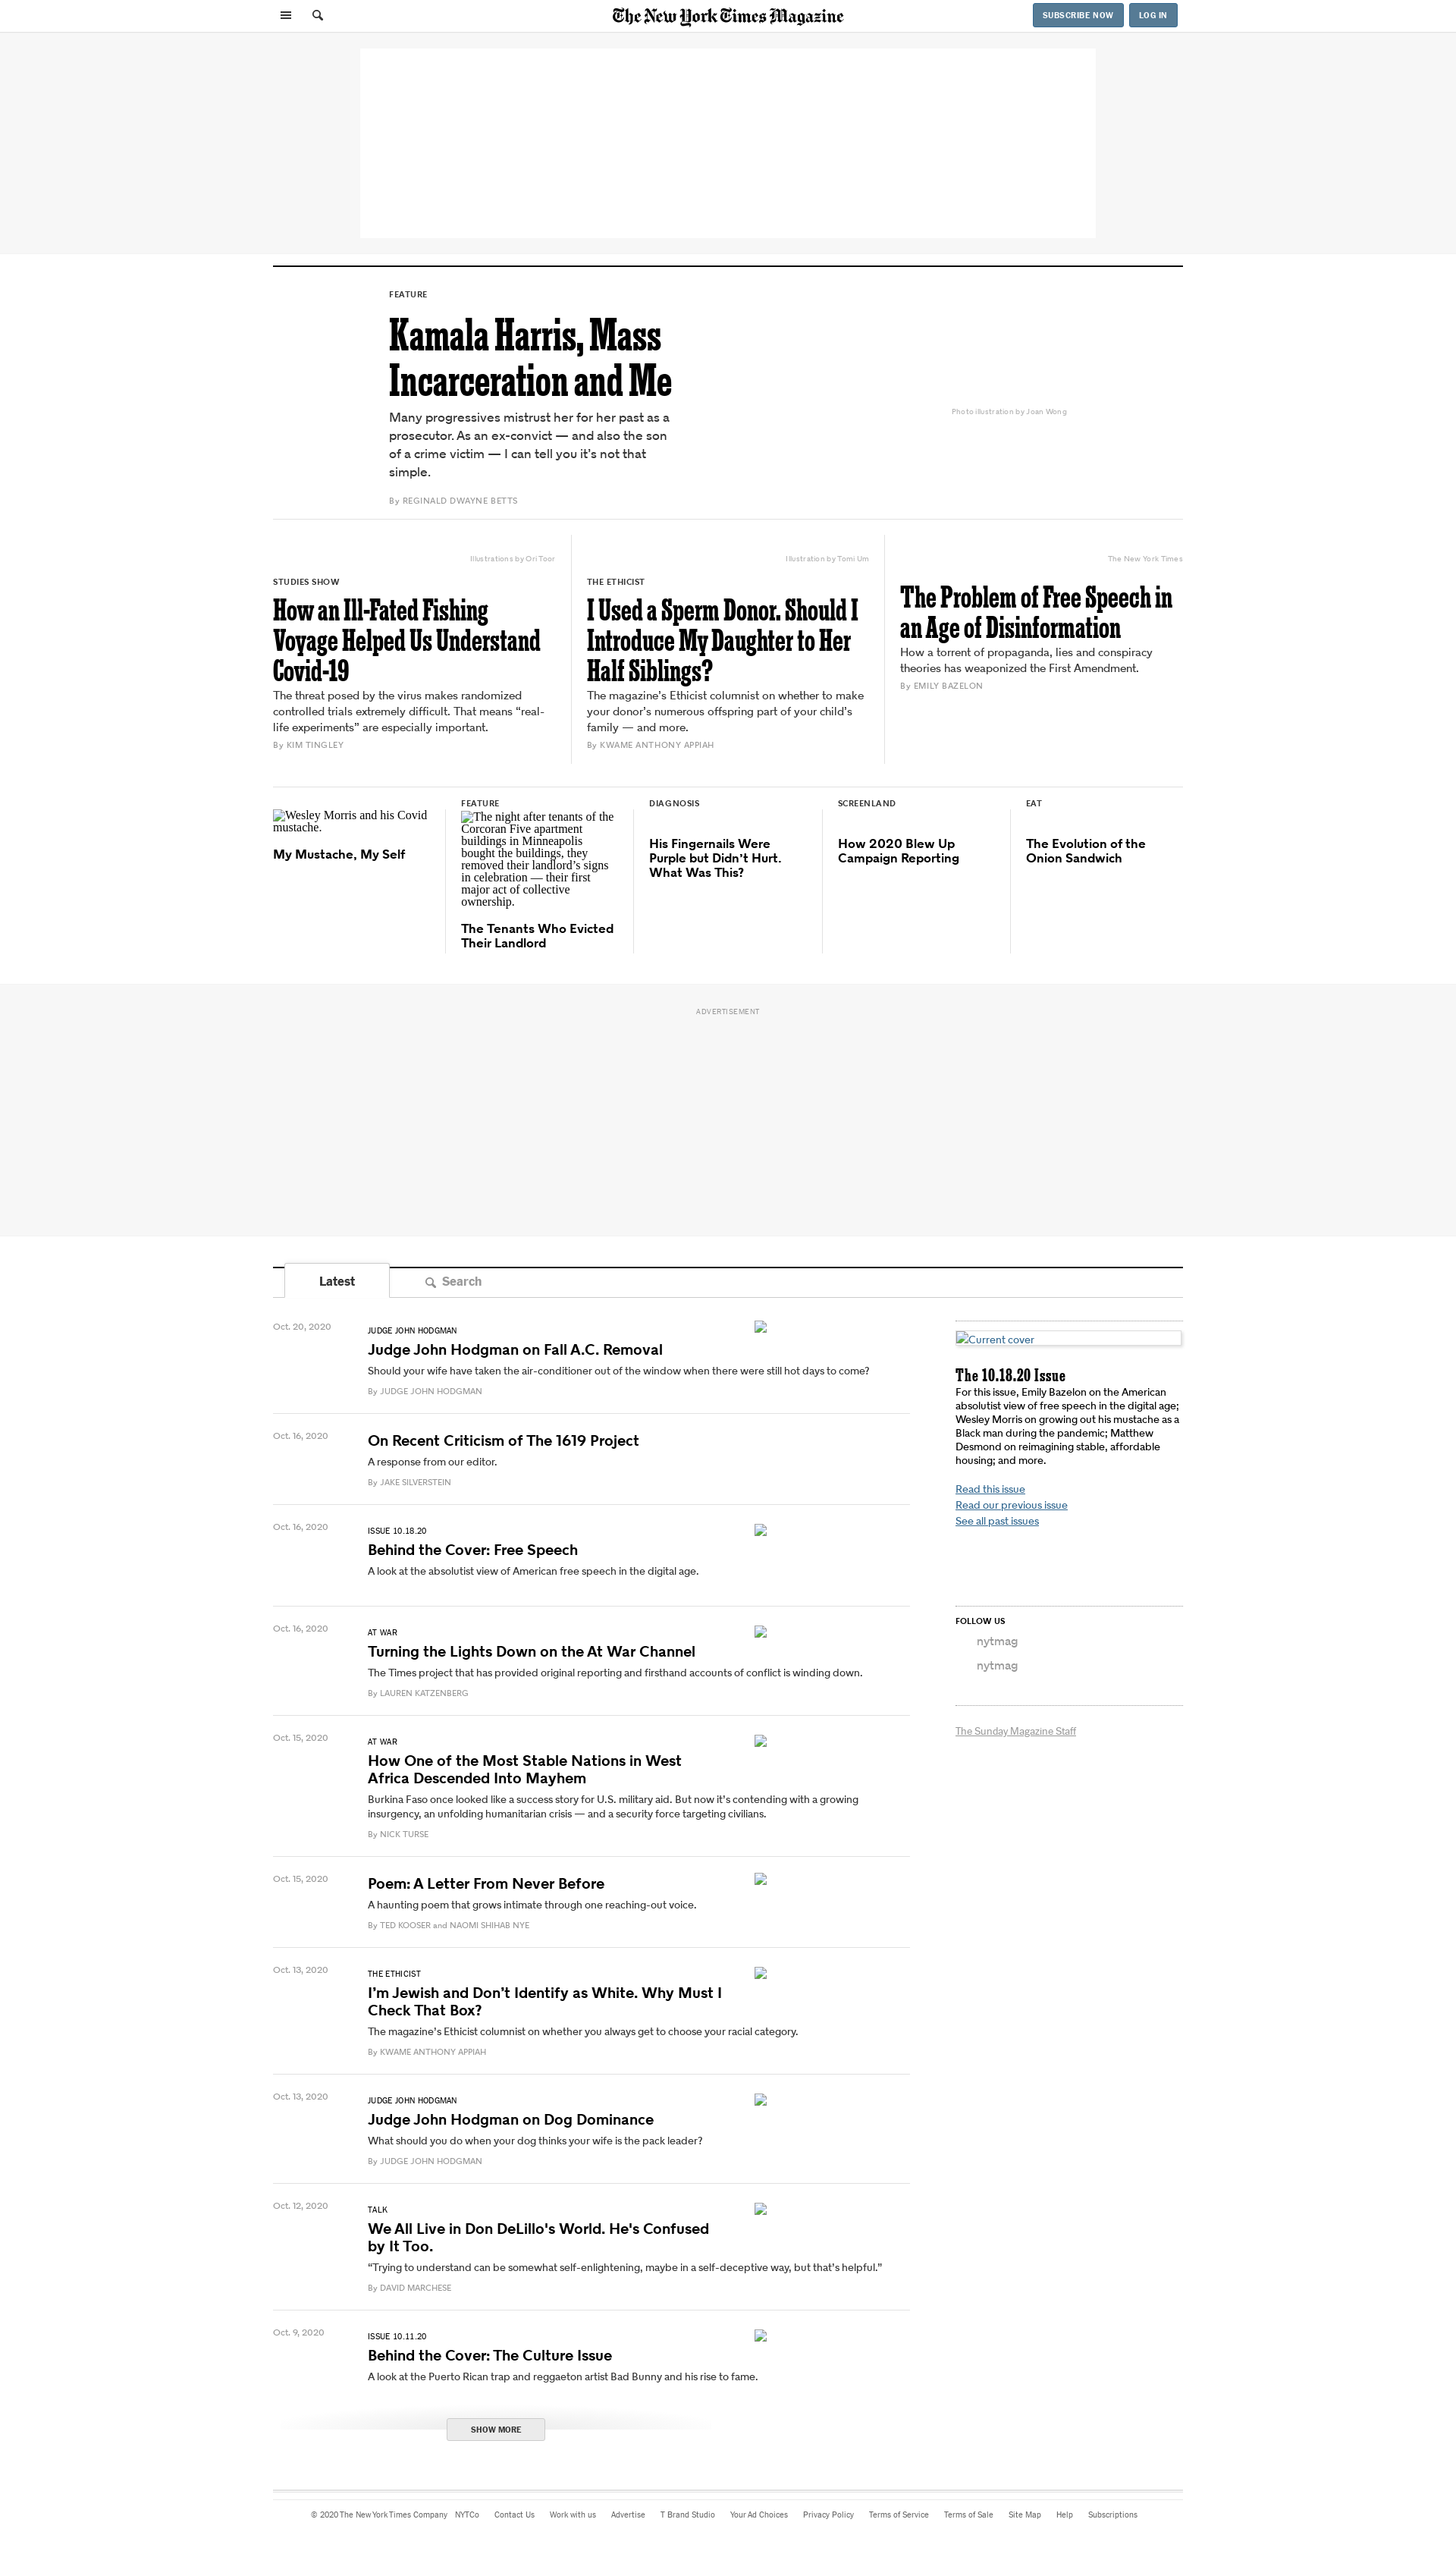 The New York Times Magazine
SUBSCRIBE NOW
LOG IN
FEATURE
Kamala Harris, Mass
Incarceration and Me
Many progressives mistrust her for her past as a
prosecutor. As an ex-convict — and also the son
of a crime victim — I can tell you it’s not that
simple.
By REGINALD DWAYNE BETTS
Photo illustration by Joan Wong
Illustrations by Ori Toor
STUDIES SHOW
How an Ill-Fated Fishing
Voyage Helped Us Understand
Covid-19
The threat posed by the virus makes randomized
controlled trials extremely difficult. That means “real-
life experiments” are especially important.
By KIM TINGLEY
Illustration by Tomi Um
THE ETHICIST
I Used a Sperm Donor. Should I
Introduce My Daughter to Her
Half Siblings?
The magazine’s Ethicist columnist on whether to make
your donor’s numerous offspring part of your child’s
family — and more.
By KWAME ANTHONY APPIAH
The New York Times
The Problem of Free Speech in
an Age of Disinformation
How a torrent of propaganda, lies and conspiracy
theories has weaponized the First Amendment.
By EMILY BAZELON
Wesley Morris and his Covid
mustache.
My Mustache, My Self
FEATURE
The night after tenants of the
Corcoran Five apartment
buildings in Minneapolis
bought the buildings, they
removed their landlord’s signs
in celebration — their first
major act of collective
ownership.
The Tenants Who Evicted
Their Landlord
DIAGNOSIS
His Fingernails Were
Purple but Didn’t Hurt.
What Was This?
SCREENLAND
How 2020 Blew Up
Campaign Reporting
EAT
The Evolution of the
Onion Sandwich
ADVERTISEMENT
Latest
Search
Oct. 20, 2020
JUDGE JOHN HODGMAN
Judge John Hodgman on Fall A.C. Removal
Should your wife have taken the air-conditioner out of the window when there were still hot days to come?
By JUDGE JOHN HODGMAN
Oct. 16, 2020
On Recent Criticism of The 1619 Project
A response from our editor.
By JAKE SILVERSTEIN
Oct. 16, 2020
ISSUE 10.18.20
Behind the Cover: Free Speech
A look at the absolutist view of American free speech in the digital age.
Oct. 16, 2020
AT WAR
Turning the Lights Down on the At War Channel
The Times project that has provided original reporting and firsthand accounts of conflict is winding down.
By LAUREN KATZENBERG
Oct. 15, 2020
AT WAR
How One of the Most Stable Nations in West
Africa Descended Into Mayhem
Burkina Faso once looked like a success story for U.S. military aid. But now it’s contending with a growing
insurgency, an unfolding humanitarian crisis — and a security force targeting civilians.
By NICK TURSE
Oct. 15, 2020
Poem: A Letter From Never Before
A haunting poem that grows intimate through one reaching-out voice.
By TED KOOSER and NAOMI SHIHAB NYE
Oct. 13, 2020
THE ETHICIST
I’m Jewish and Don’t Identify as White. Why Must I
Check That Box?
The magazine’s Ethicist columnist on whether you always get to choose your racial category.
By KWAME ANTHONY APPIAH
Oct. 13, 2020
JUDGE JOHN HODGMAN
Judge John Hodgman on Dog Dominance
What should you do when your dog thinks your wife is the pack leader?
By JUDGE JOHN HODGMAN
Oct. 12, 2020
TALK
We All Live in Don DeLillo's World. He's Confused
by It Too.
“Trying to understand can be somewhat self-enlightening, maybe in a self-deceptive way, but that’s helpful.”
By DAVID MARCHESE
Oct. 9, 2020
ISSUE 10.11.20
Behind the Cover: The Culture Issue
A look at the Puerto Rican trap and reggaeton artist Bad Bunny and his rise to fame.
SHOW MORE
Current cover
The 10.18.20 Issue
For this issue, Emily Bazelon on the American
absolutist view of free speech in the digital age;
Wesley Morris on growing out his mustache as a
Black man during the pandemic; Matthew
Desmond on reimagining stable, affordable
housing; and more.
Read this issue
Read our previous issue
See all past issues
FOLLOW US
nytmag
nytmag
The Sunday Magazine Staff
© 2020 The New York Times Company NYTCo Contact Us Work with us Advertise T Brand Studio Your Ad Choices Privacy Policy Terms of Service Terms of Sale Site Map Help Subscriptions